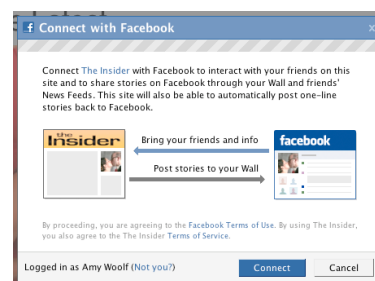 Connect with Facebook
Connect The Insider with Facebook to interact with your friends on this
site and to share stories on Facebook through your Wall and friends'
News Feeds. This will also be able to automatically post one-line
stories back to Facebook.
the
Insider
Bring your friends and info
facebook
Post stories to your Wall
By proceeding, you are agreeing to the Facebook Terms of Use. By using The Insider,
you also agree to the The Insider Terms of Service.
Logged in as Amy Woolf (Not you?)
Connect
Cancel